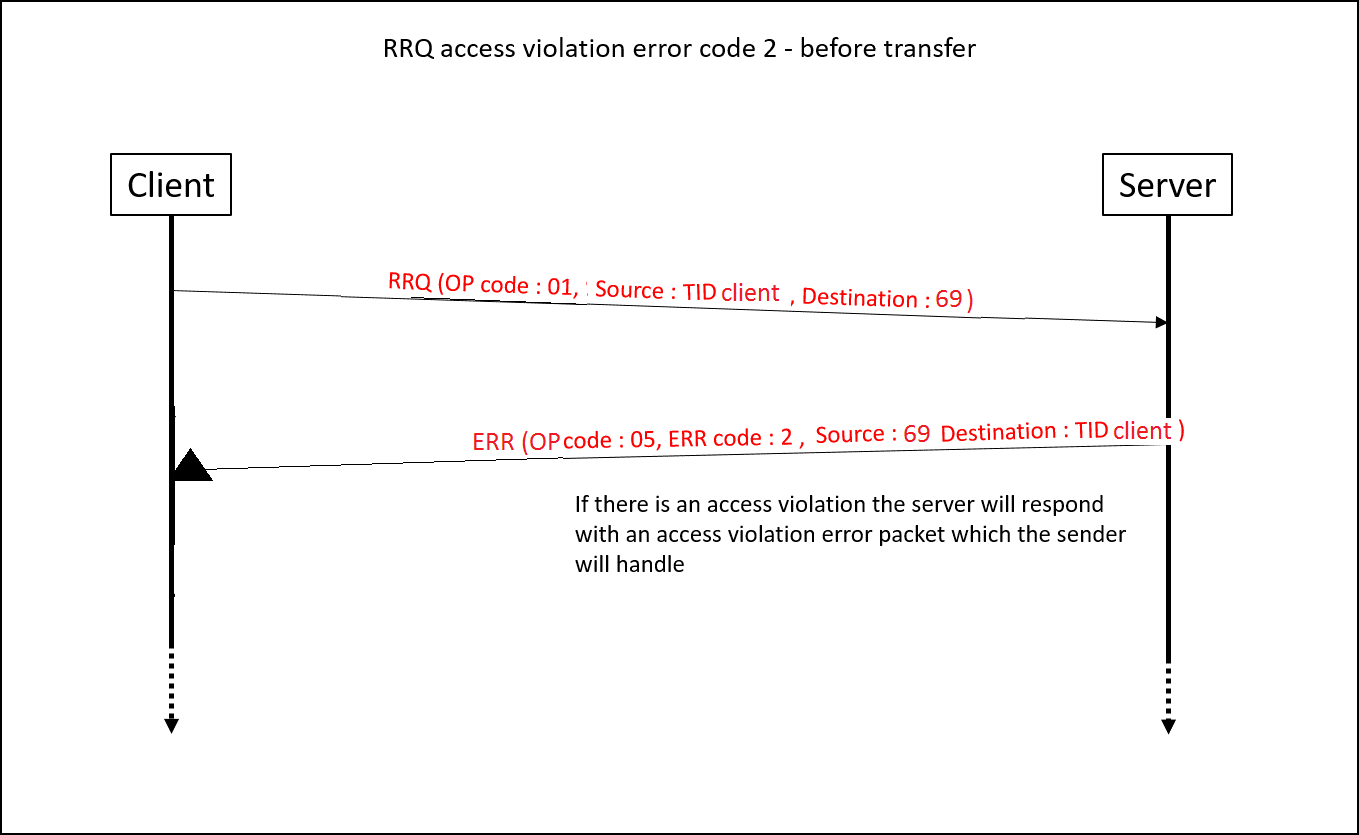 RRQ access violation error code 2 - before transfer
Client
Server
RRQ (OP code : 01, Source : TID client , Destination : 69 )
ERR (OP code : 05, ERR code : 2 , Source : 69 Destination : TID client )
If there is an access violation the server will respond
with an access violation error packet which the sender
will handle